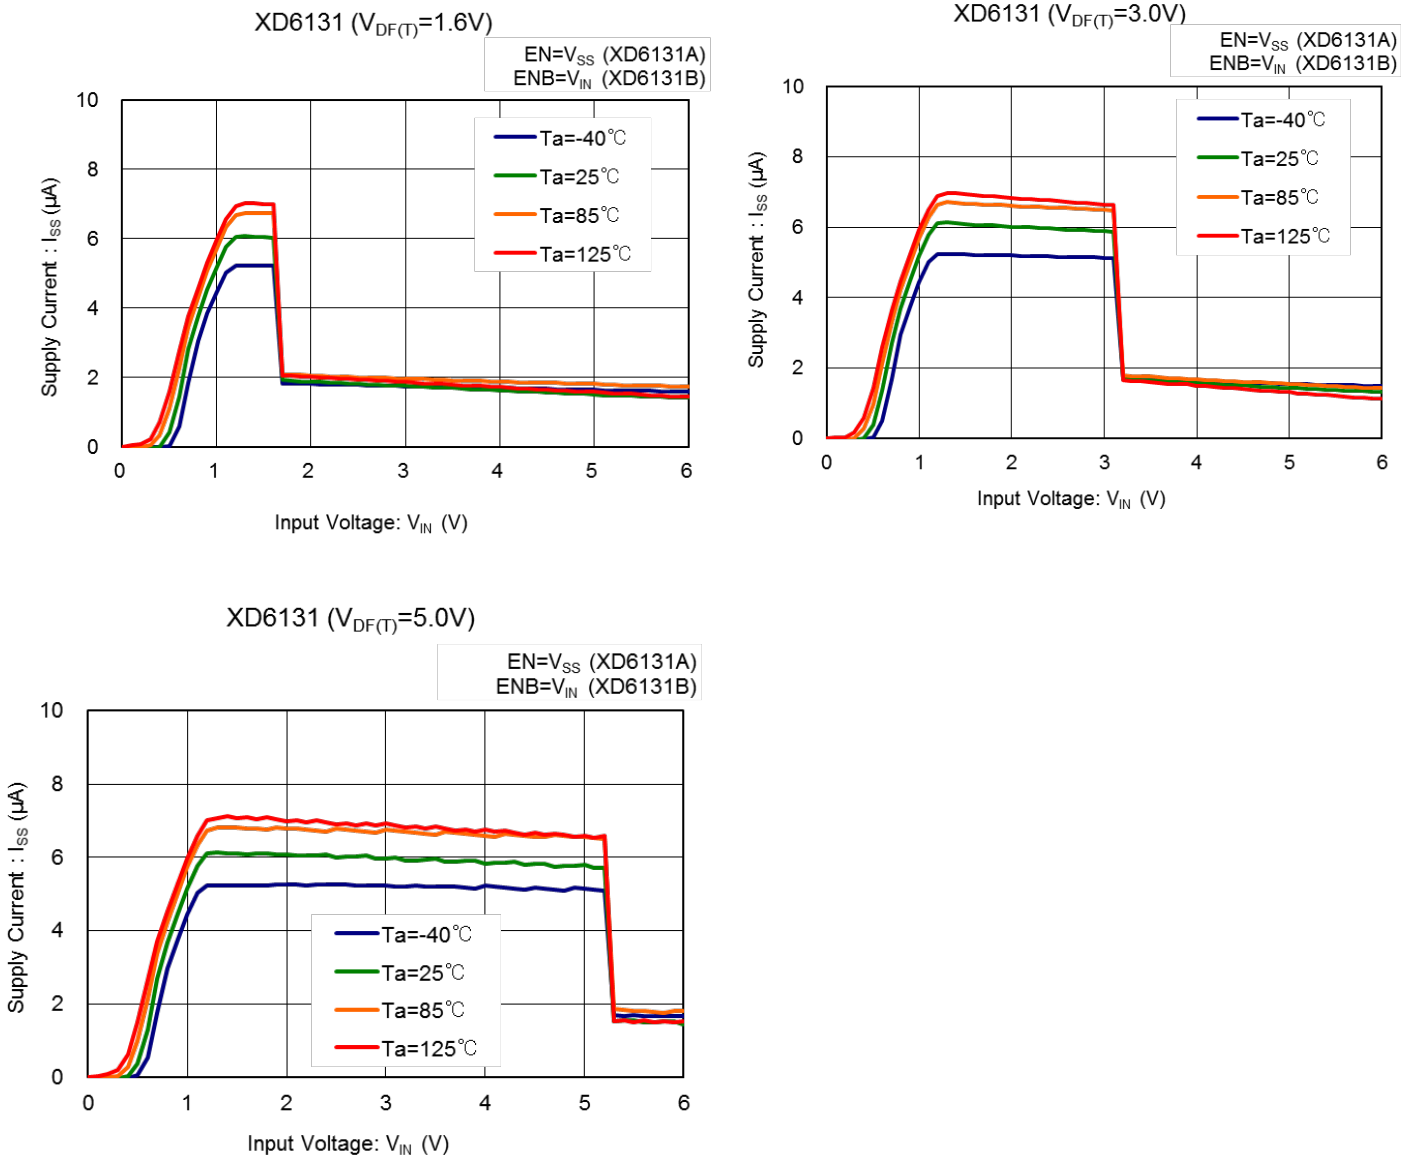 XD6131 (VDF(T)=1.6V)
EN=VSS (XD6131A)
ENB=VIN (XD6131B)
Ta=-40℃
Ta=25℃
Ta=85℃
Ta=125℃
Supply Current : ISS (μA)
10
8
6
4
2
0
0 1 2 3 4 5 6
Input Voltage: VIN (V)
XD6131 (VDF(T)=3.0V)
EN=VSS (XD6131A)
ENB=VIN (XD6131B)
Ta=-40℃
Ta=25℃
Ta=85℃
Ta=125℃
Supply Current : ISS (μA)
10
8
6
4
2
0
0 1 2 3 4 5 6
Input Voltage: VIN (V)
XD6131 (VDF(T)=5.0V)
EN=VSS (XD6131A)
ENB=VIN (XD6131B)
Supply Current : ISS (μA)
10
8
6
4
2
0
Ta=-40℃
Ta=25℃
Ta=85℃
Ta=125℃
0 1 2 3 4 5 6
Input Voltage: VIN (V)